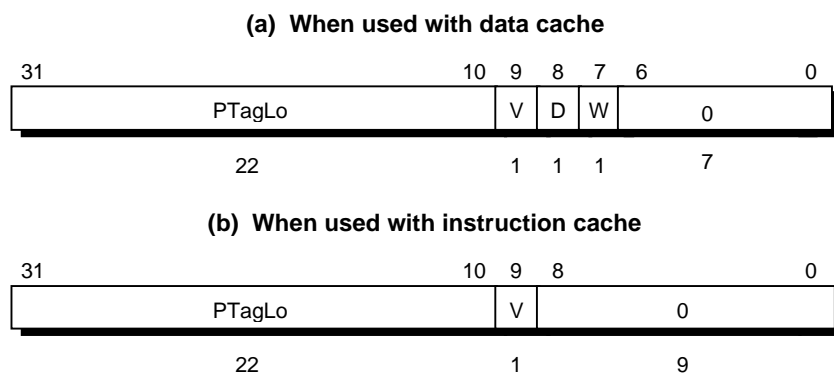 (a) When used with data cache
31 10 9 8 7 6 0
PTagLo V D W 0
22 1 1 1 7
(b) When used with instruction cache
31 10 9 8 0
PTagLo V 0
22 1 9